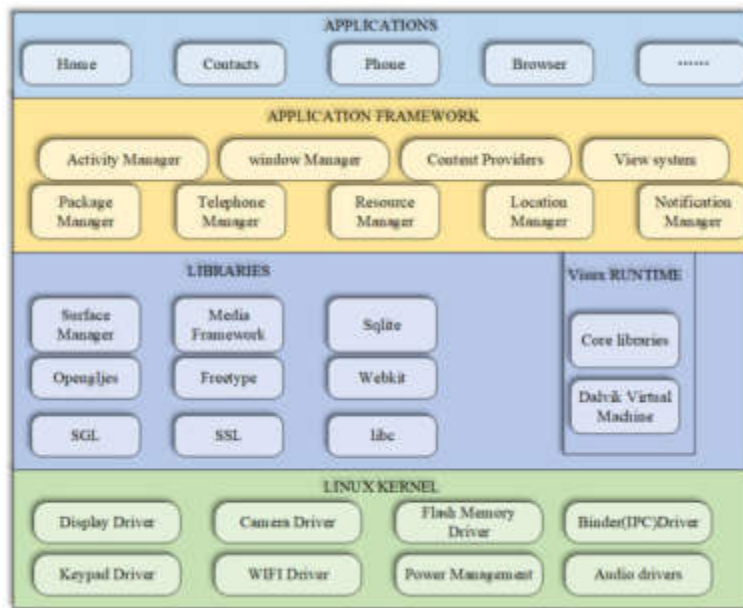 APPLICATIONS
Home
Contacts
Phone
Browser
......
APPLICATION FRAMEWORK
Activity Manager
window Manager
Content Providers
View system
Package
Manager
Telephone
Manager
Resource
Manager
Location
Manager
Notification
Manager
LIBRARIES
RUNTIME
Surface
Manager
Media
Framework
Sqlite
Core libraries
Freetype
Webkit
Dalvik Virtual
Machine
SGL
SSL
libc
LINUX KERNEL
Display Driver
Camera Driver
Flash Memory
Driver
Binder(IPC)Driver
Keypad Driver
WIFI Driver
Power Management
Audio drivers